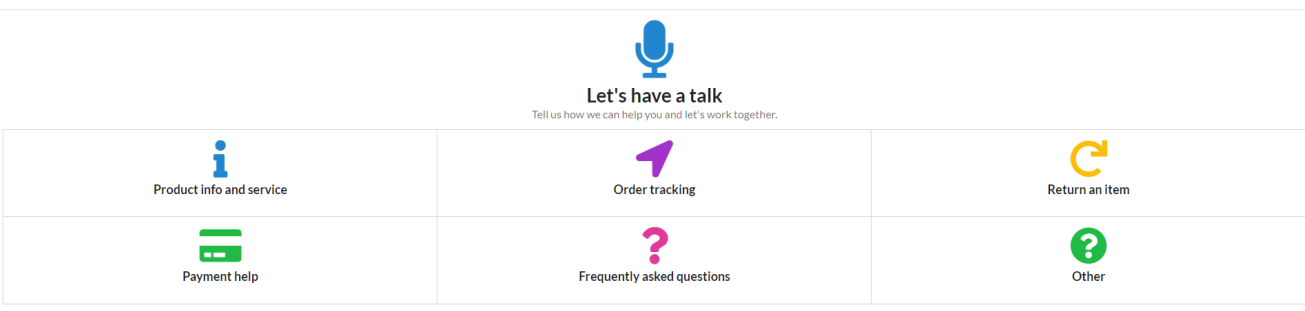 Let's have a talk
Tell us how we can help you and let's work together.
Product info and service
Order tracking
Return an item
Payment help
Frequently asked questions
Other